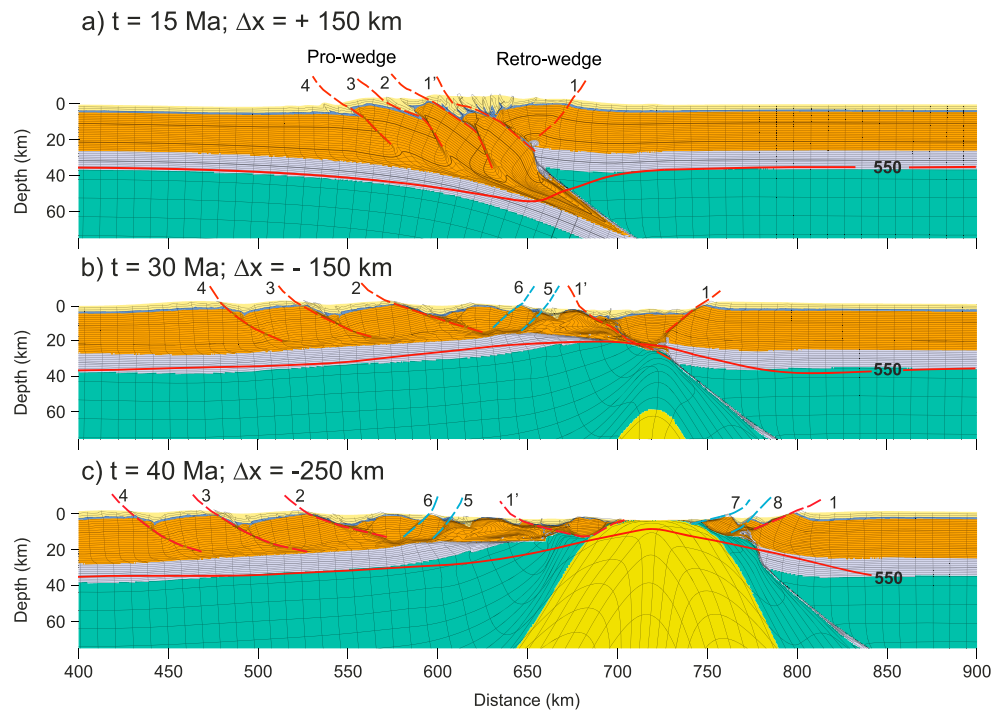 a) t = 15 Ma; Δx = + 150 km
Pro-wedge Retro-wedge
4 3 2 1' 1
0
20
40
60
Depth (km)
550
b) t = 30 Ma; Δx = - 150 km
4 3 2 6 5 1' 1
0
20
40
60
Depth (km)
550
c) t = 40 Ma; Δx = -250 km
4 3 2 6 5 1' 7 8 1
0
20
40
60
Depth (km)
550
400 450 500 550 600 650 700 750 800 850 900
Distance (km)